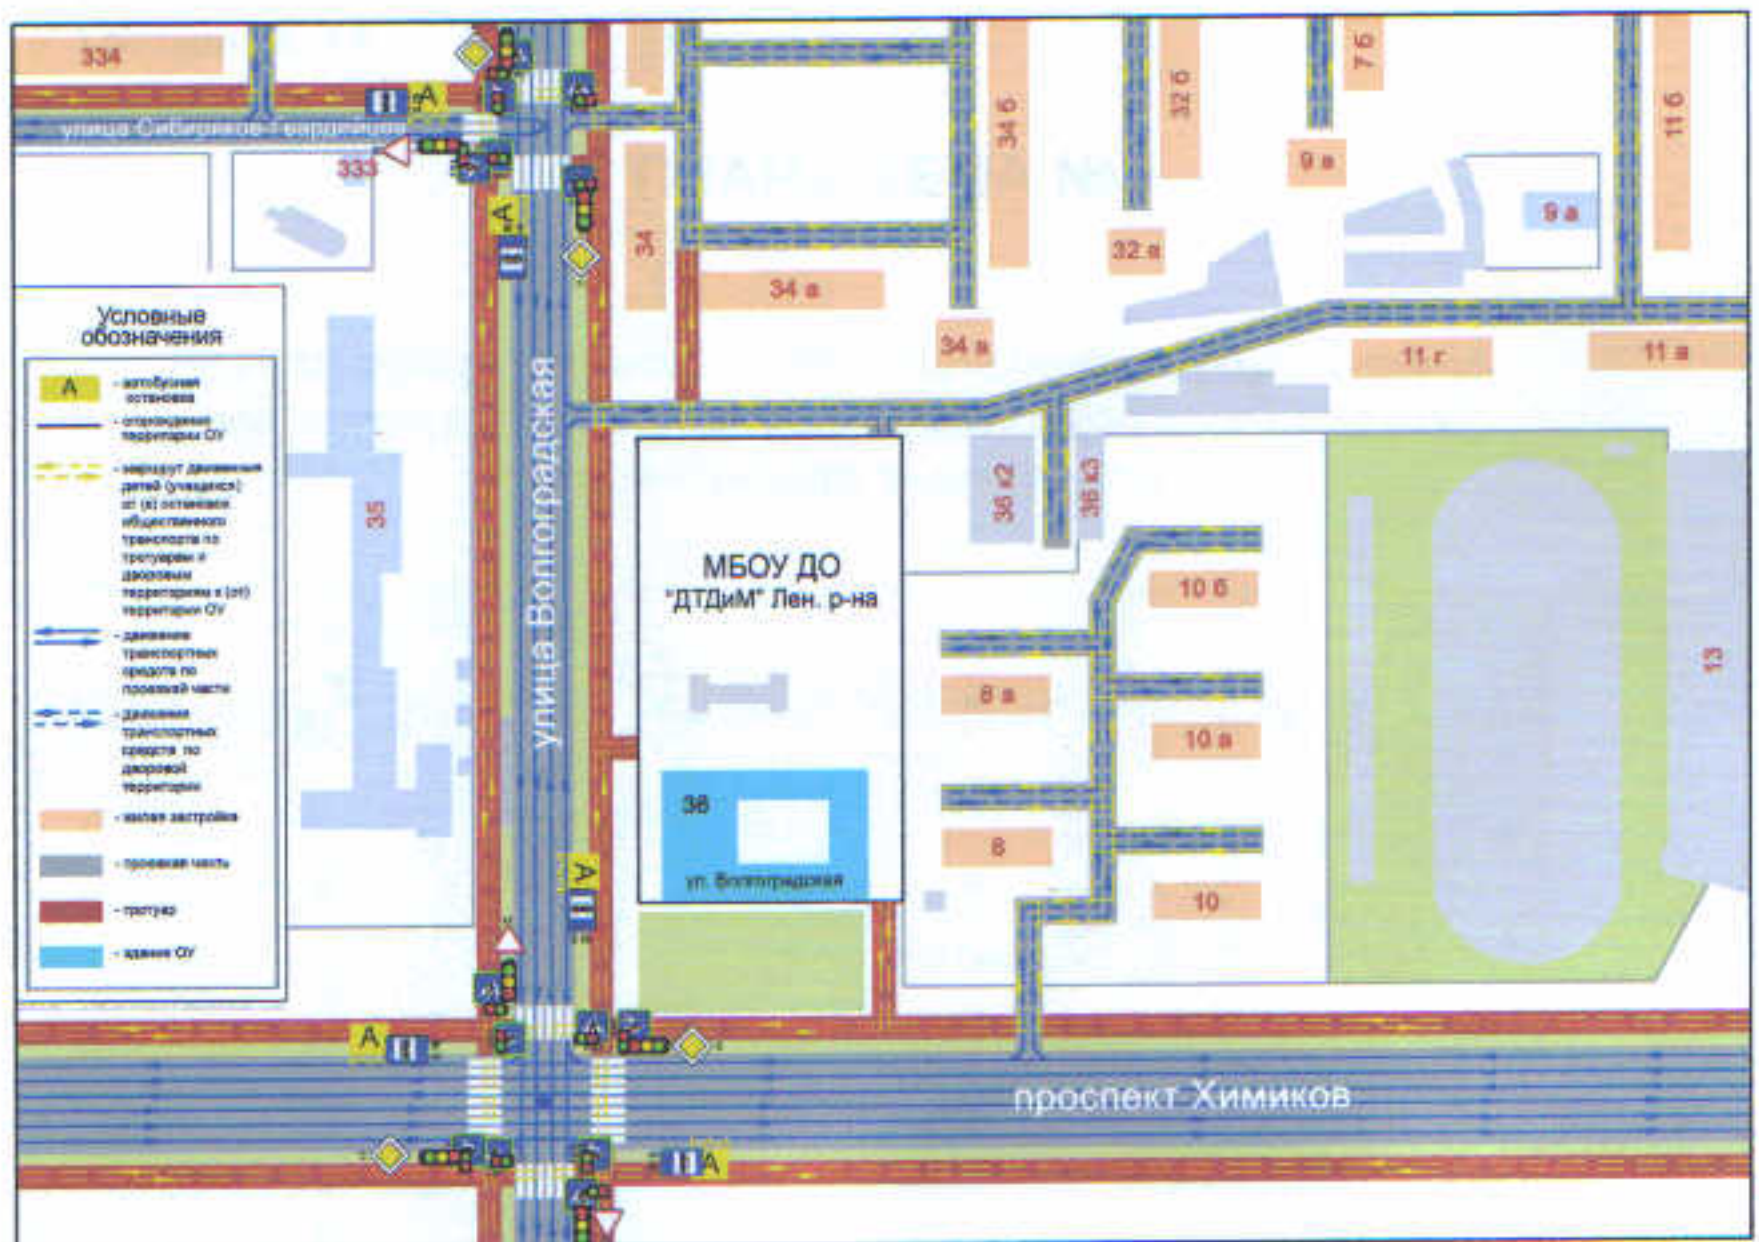 334
А
улица Сибиряков-Гвардейцев
333
А
34
34 а
34 б
34 в
32 б
32 а
7 б
9 в
9 а
11 б
11 г
11 в
Условные
обозначения
А
- автобусная
остановка
- ограждение
территории ОУ
- маршрут движения
детей (учащихся)
от (к) остановок
общественного
транспорта по
тротуарам и
дворовым
территориям к (от)
территории ОУ
- движение
транспортных
средств по
проезжей части
- движение
транспортных
средств по
дворовой
территории
- жилая застройка
- проезжая часть
- тротуар
- здание ОУ
35
улица Волгоградская
МБОУ ДО
"ДТДиМ" Лен. р-на
36
ул. Волгоградская
36 к2
36 к3
10 б
8 а
10 а
8
10
13
А
А
проспект Химиков
А